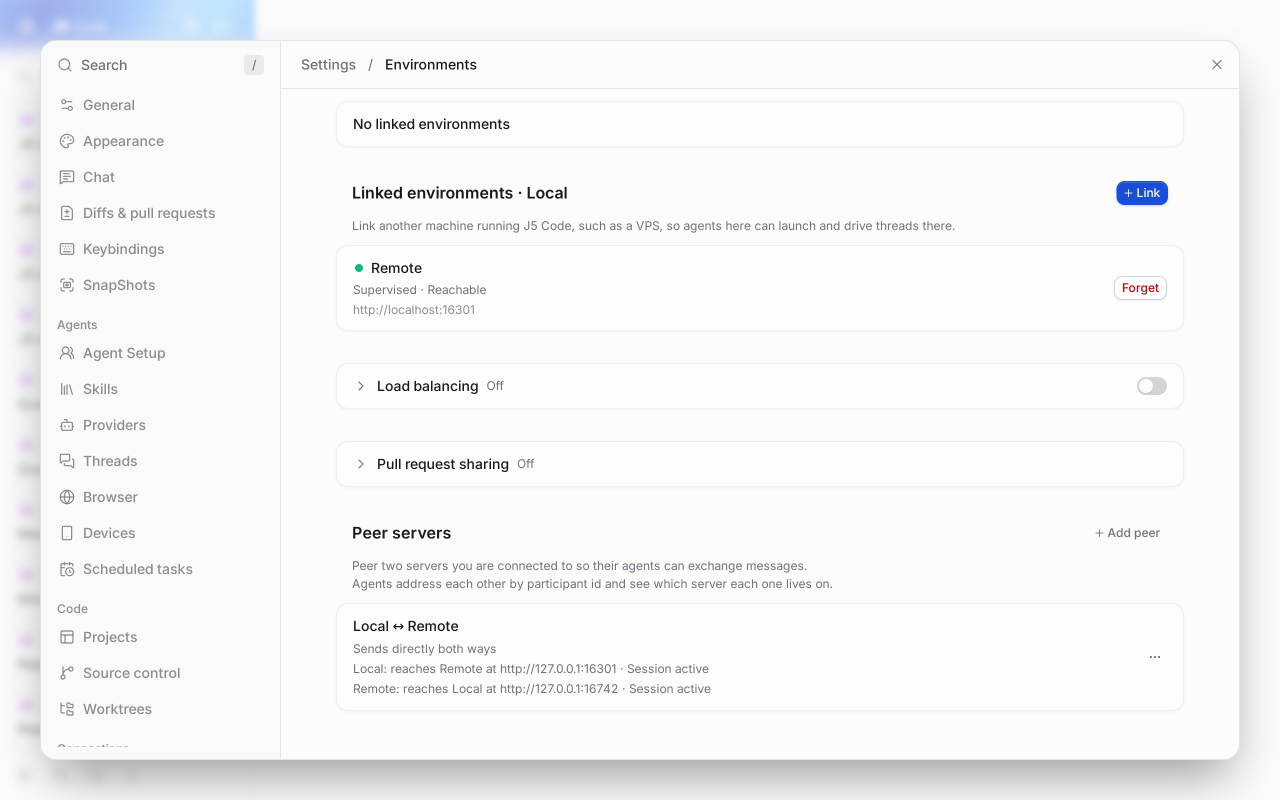 Search
/
General
Appearance
Chat
Diffs & pull requests
Keybindings
SnapShots
Agents
Agent Setup
Skills
Providers
Threads
Browser
Devices
Scheduled tasks
Code
Projects
Source control
Worktrees
Settings / Environments
No linked environments
Linked environments · Local
+ Link
Link another machine running J5 Code, such as a VPS, so agents here can launch and drive threads there.
Remote
Supervised · Reachable
http://localhost:16301
Forget
Load balancing Off
Pull request sharing Off
Peer servers
+ Add peer
Peer two servers you are connected to so their agents can exchange messages.
Agents address each other by participant id and see which server each one lives on.
Local ↔ Remote
Sends directly both ways
Local: reaches Remote at http://127.0.0.1:16301 · Session active
Remote: reaches Local at http://127.0.0.1:16742 · Session active